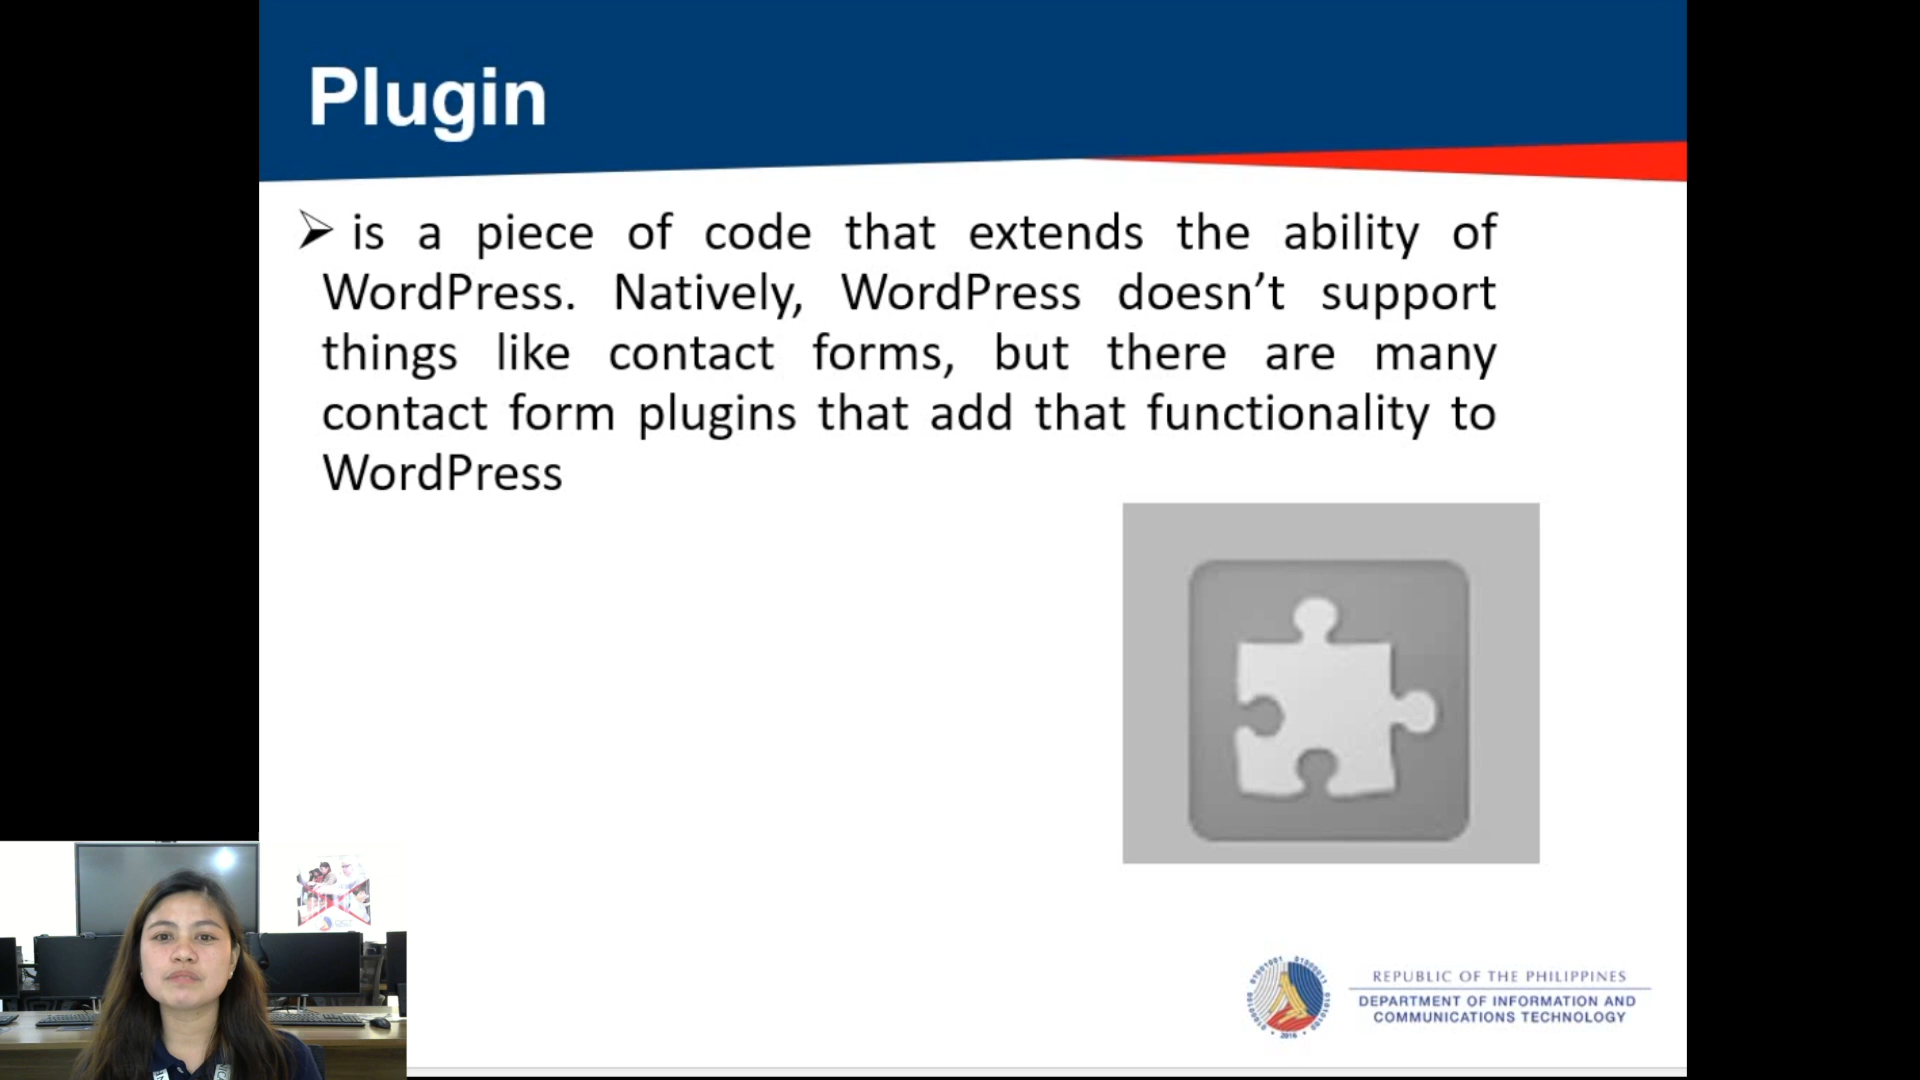 Plugin
➢ is a piece of code that extends the ability of
WordPress. Natively, WordPress doesn’t support
things like contact forms, but there are many
contact form plugins that add that functionality to
WordPress
REPUBLIC OF THE PHILIPPINES
DEPARTMENT OF INFORMATION AND
COMMUNICATIONS TECHNOLOGY
2016